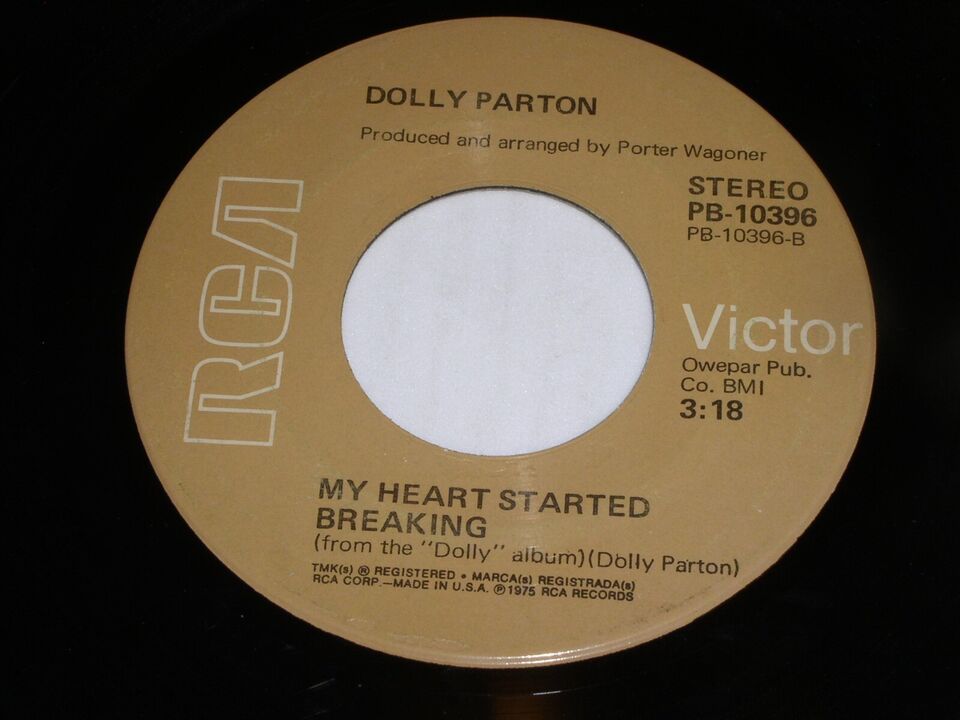 DOLLY PARTON
Produced and arranged by Porter Wagoner
STEREO
PB-10396
PB-10396-B
RCA
Victor
Owepar Pub.
Co. BMI
3:18
MY HEART STARTED
BREAKING
(from the "Dolly" album)(Dolly Parton)
TMK(s) ® REGISTERED • MARCA(s) REGISTRADA(s)
RCA CORP.—MADE IN U.S.A. ℗1975 RCA RECORDS